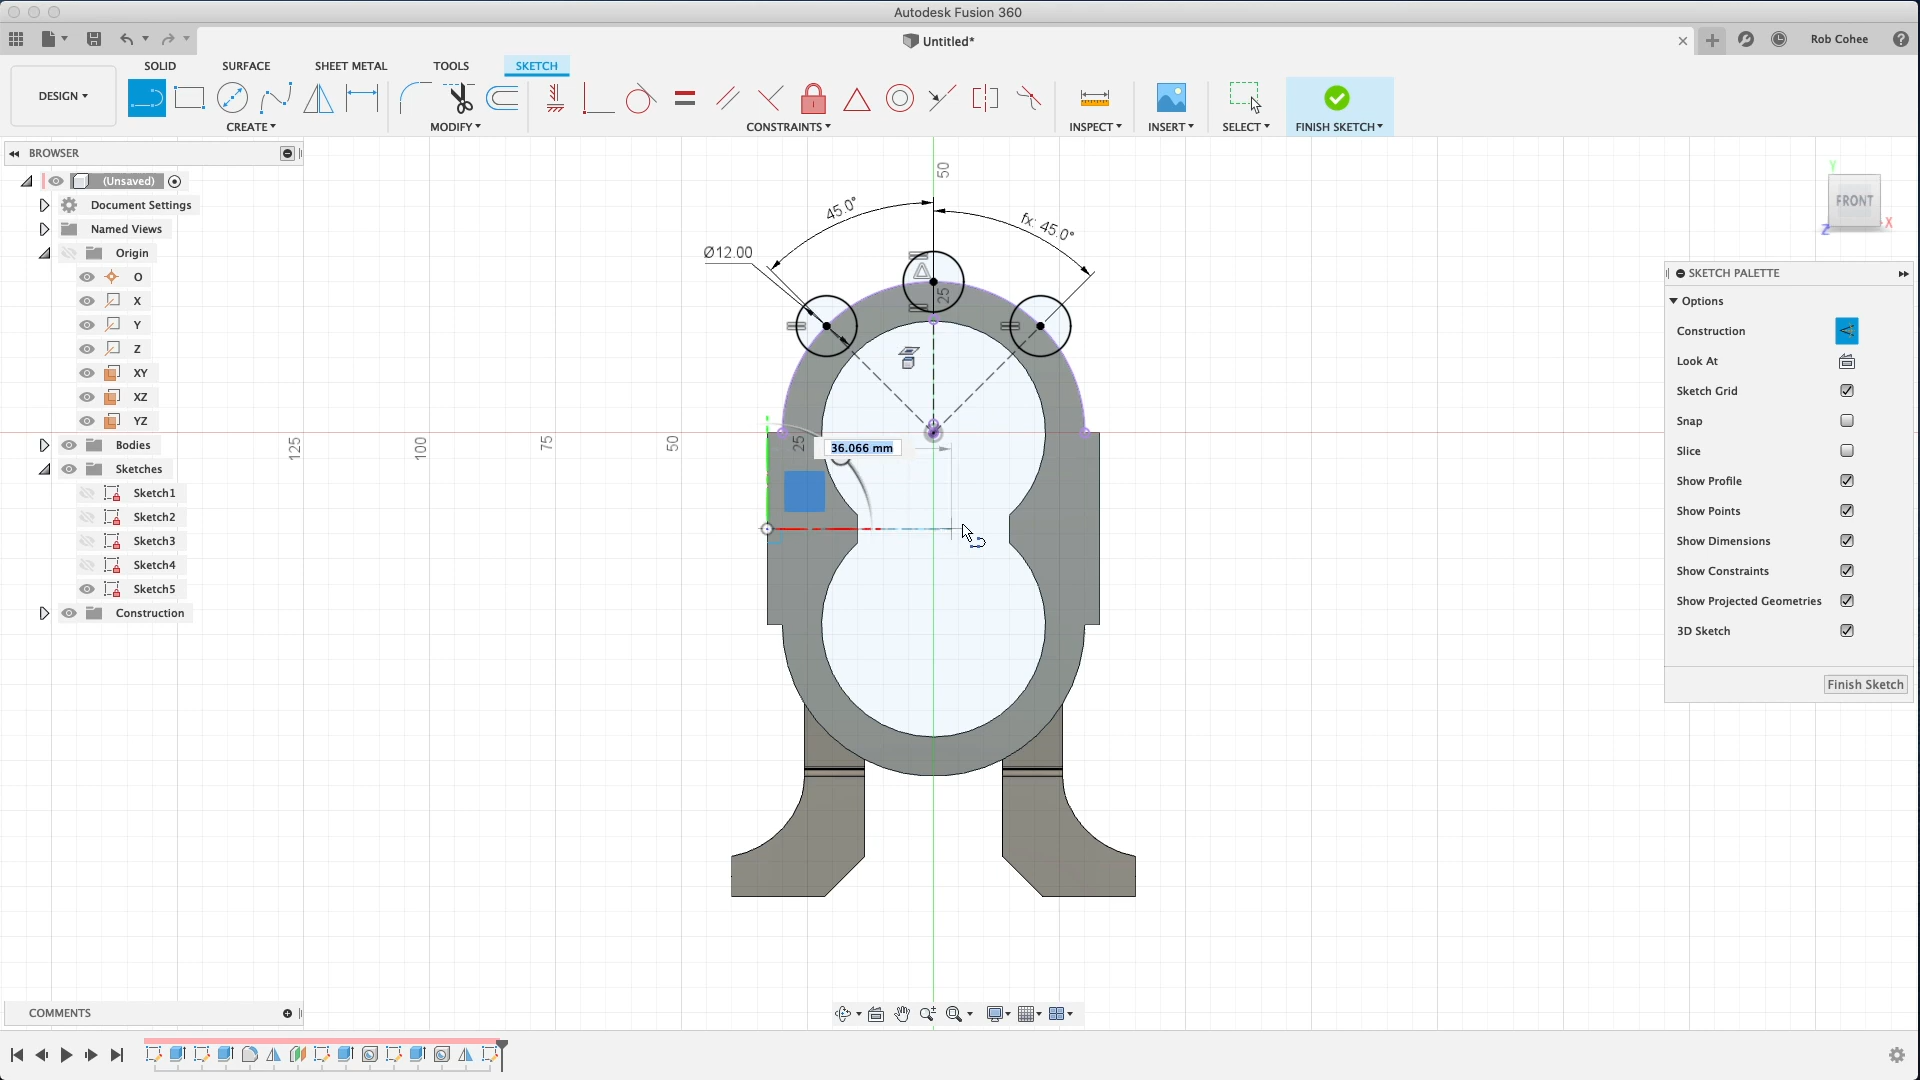 Autodesk Fusion 360
Untitled*
Rob Cohee
DESIGN
SOLID
SURFACE
SHEET METAL
TOOLS
SKETCH
CREATE
MODIFY
CONSTRAINTS
INSPECT
INSERT
SELECT
FINISH SKETCH
BROWSER
(Unsaved)
Document Settings
Named Views
Origin
O
X
Y
Z
XY
XZ
YZ
Bodies
Sketches
Sketch1
Sketch2
Sketch3
Sketch4
Sketch5
Construction
50
45.0°
fx: 45.0°
Ø12.00
25
125
100
75
50
25
36.066 mm
Y
FRONT
X
Z
SKETCH PALETTE
Options
Construction
Look At
Sketch Grid
Snap
Slice
Show Profile
Show Points
Show Dimensions
Show Constraints
Show Projected Geometries
3D Sketch
Finish Sketch
COMMENTS